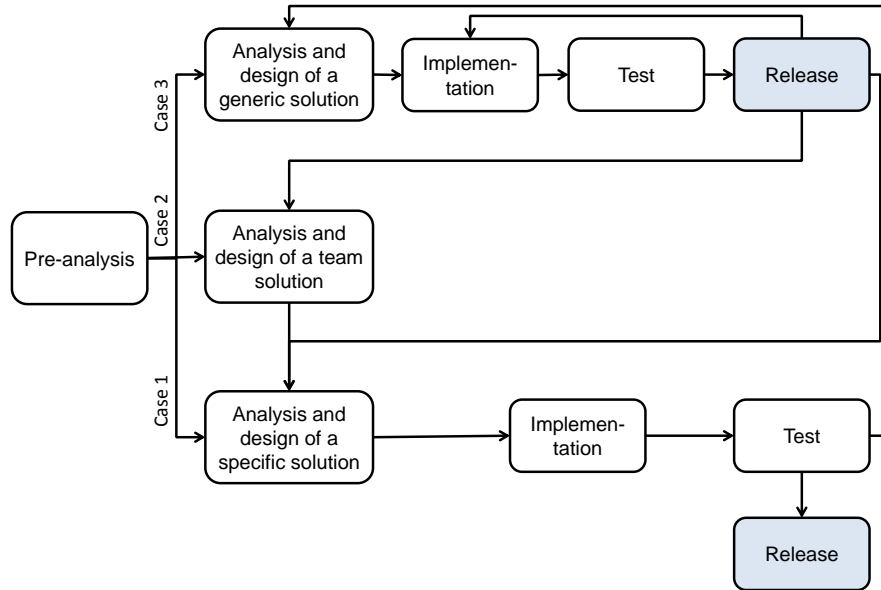 Analysis and
design of a
generic solution
Implemen-
tation
Test
Release
Case 3
Case 2
Pre-analysis
Analysis and
design of a team
solution
Case 1
Analysis and
design of a
specific solution
Implemen-
tation
Test
Release